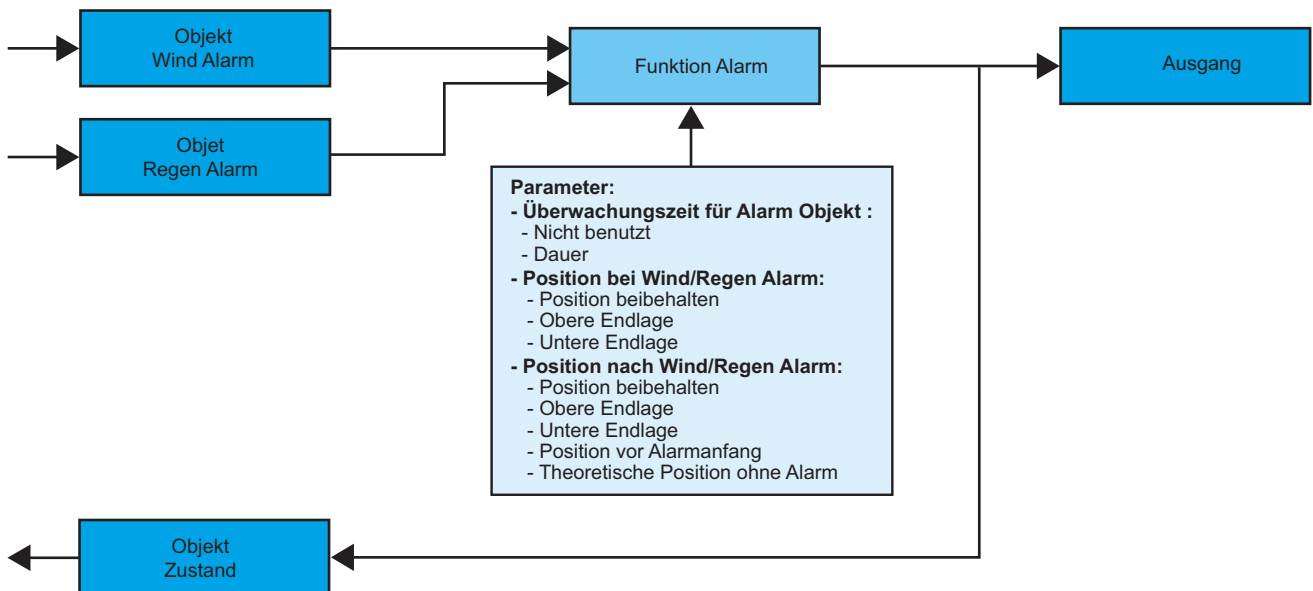 Objekt
Wind Alarm
Funktion Alarm
Ausgang
Objet
Regen Alarm
Parameter:
- Überwachungszeit für Alarm Objekt :
- Nicht benutzt
- Dauer
- Position bei Wind/Regen Alarm:
- Position beibehalten
- Obere Endlage
- Untere Endlage
- Position nach Wind/Regen Alarm:
- Position beibehalten
- Obere Endlage
- Untere Endlage
- Position vor Alarmanfang
- Theoretische Position ohne Alarm
Objekt
Zustand